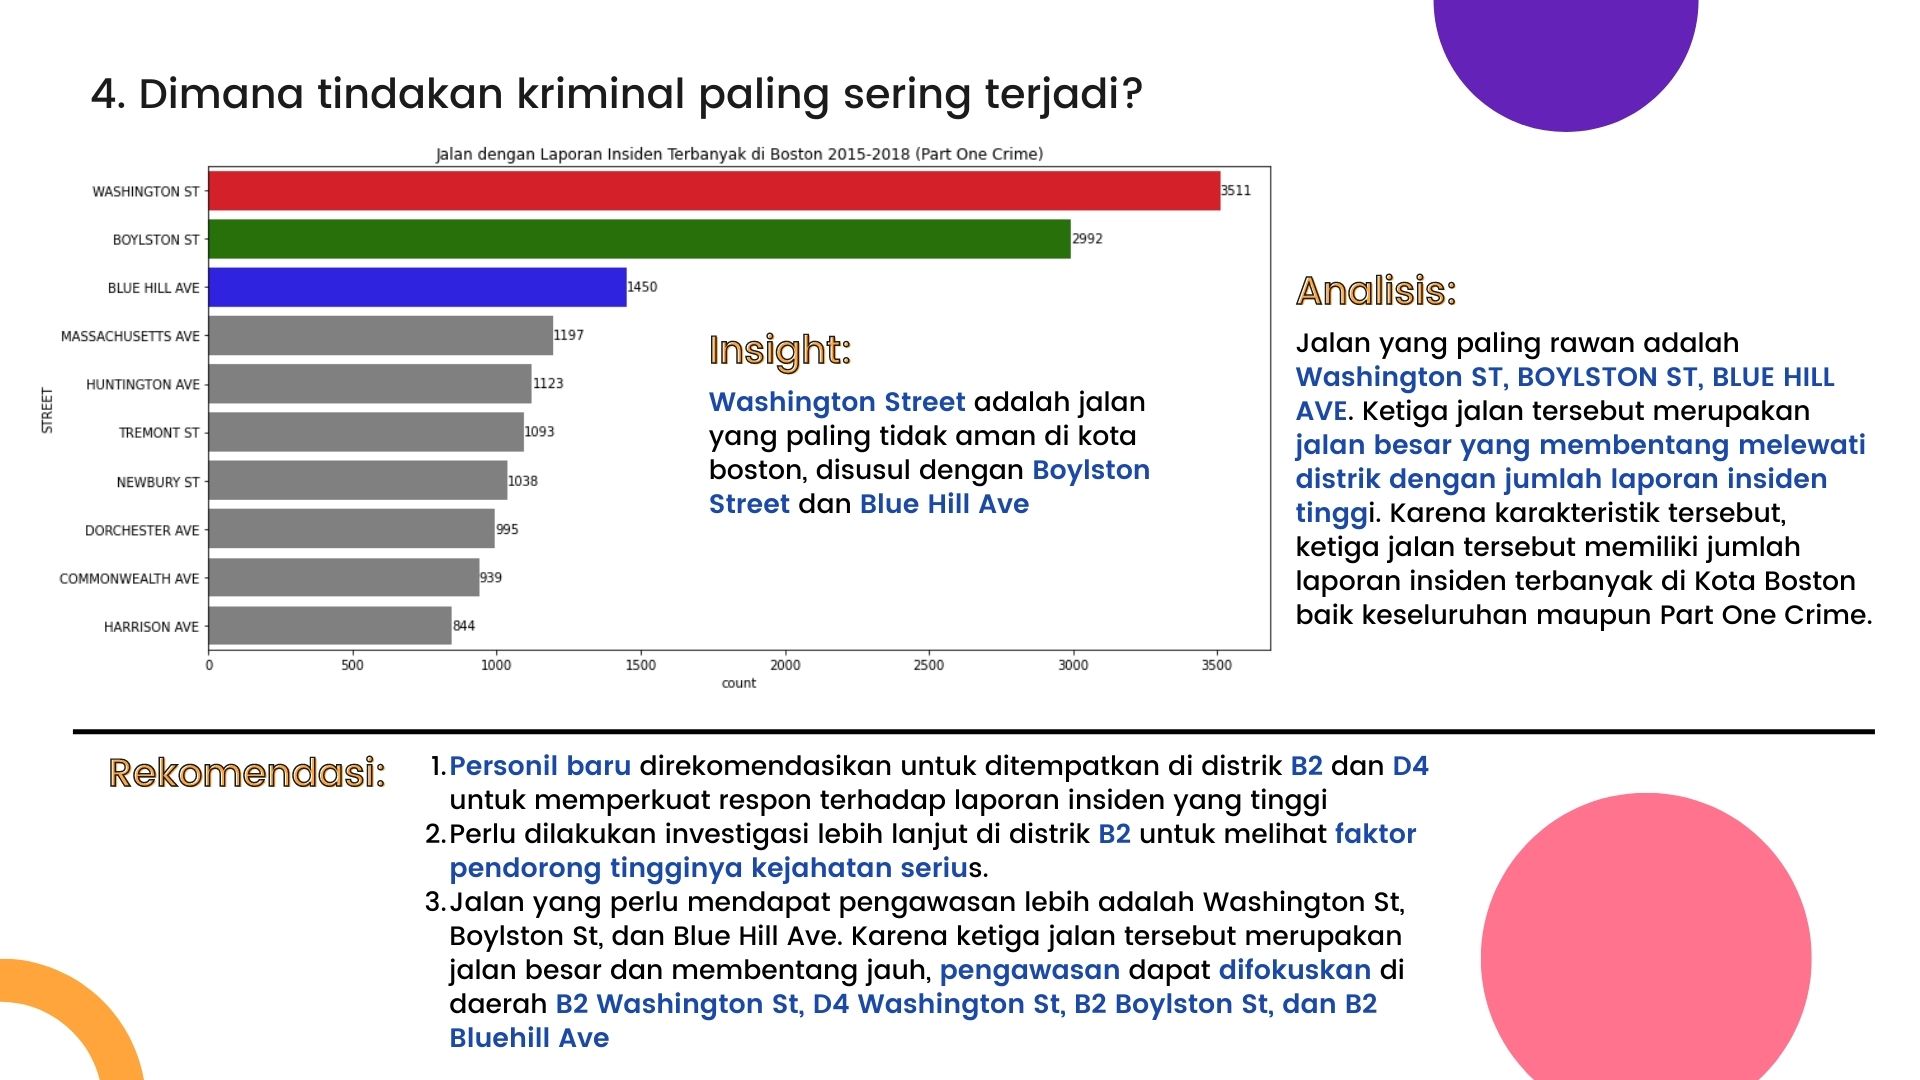 4. Dimana tindakan kriminal paling sering terjadi?
Jalan dengan Laporan Insiden Terbanyak di Boston 2015-2018 (Part One Crime)
WASHINGTON ST 3511
BOYLSTON ST 2992
BLUE HILL AVE 1450
MASSACHUSETTS AVE 1197
HUNTINGTON AVE 1123
TREMONT ST 1093
NEWBURY ST 1038
DORCHESTER AVE 995
COMMONWEALTH AVE 939
HARRISON AVE 844
STREET
0 500 1000 1500 2000 2500 3000 3500
count
Insight:
Washington Street adalah jalan
yang paling tidak aman di kota
boston, disusul dengan Boylston
Street dan Blue Hill Ave
Analisis:
Jalan yang paling rawan adalah
Washington ST, BOYLSTON ST, BLUE HILL
AVE. Ketiga jalan tersebut merupakan
jalan besar yang membentang melewati
distrik dengan jumlah laporan insiden
tinggi. Karena karakteristik tersebut,
ketiga jalan tersebut memiliki jumlah
laporan insiden terbanyak di Kota Boston
baik keseluruhan maupun Part One Crime.
Rekomendasi:
1. Personil baru direkomendasikan untuk ditempatkan di distrik B2 dan D4
untuk memperkuat respon terhadap laporan insiden yang tinggi
2. Perlu dilakukan investigasi lebih lanjut di distrik B2 untuk melihat faktor
pendorong tingginya kejahatan serius.
3. Jalan yang perlu mendapat pengawasan lebih adalah Washington St,
Boylston St, dan Blue Hill Ave. Karena ketiga jalan tersebut merupakan
jalan besar dan membentang jauh, pengawasan dapat difokuskan di
daerah B2 Washington St, D4 Washington St, B2 Boylston St, dan B2
Bluehill Ave